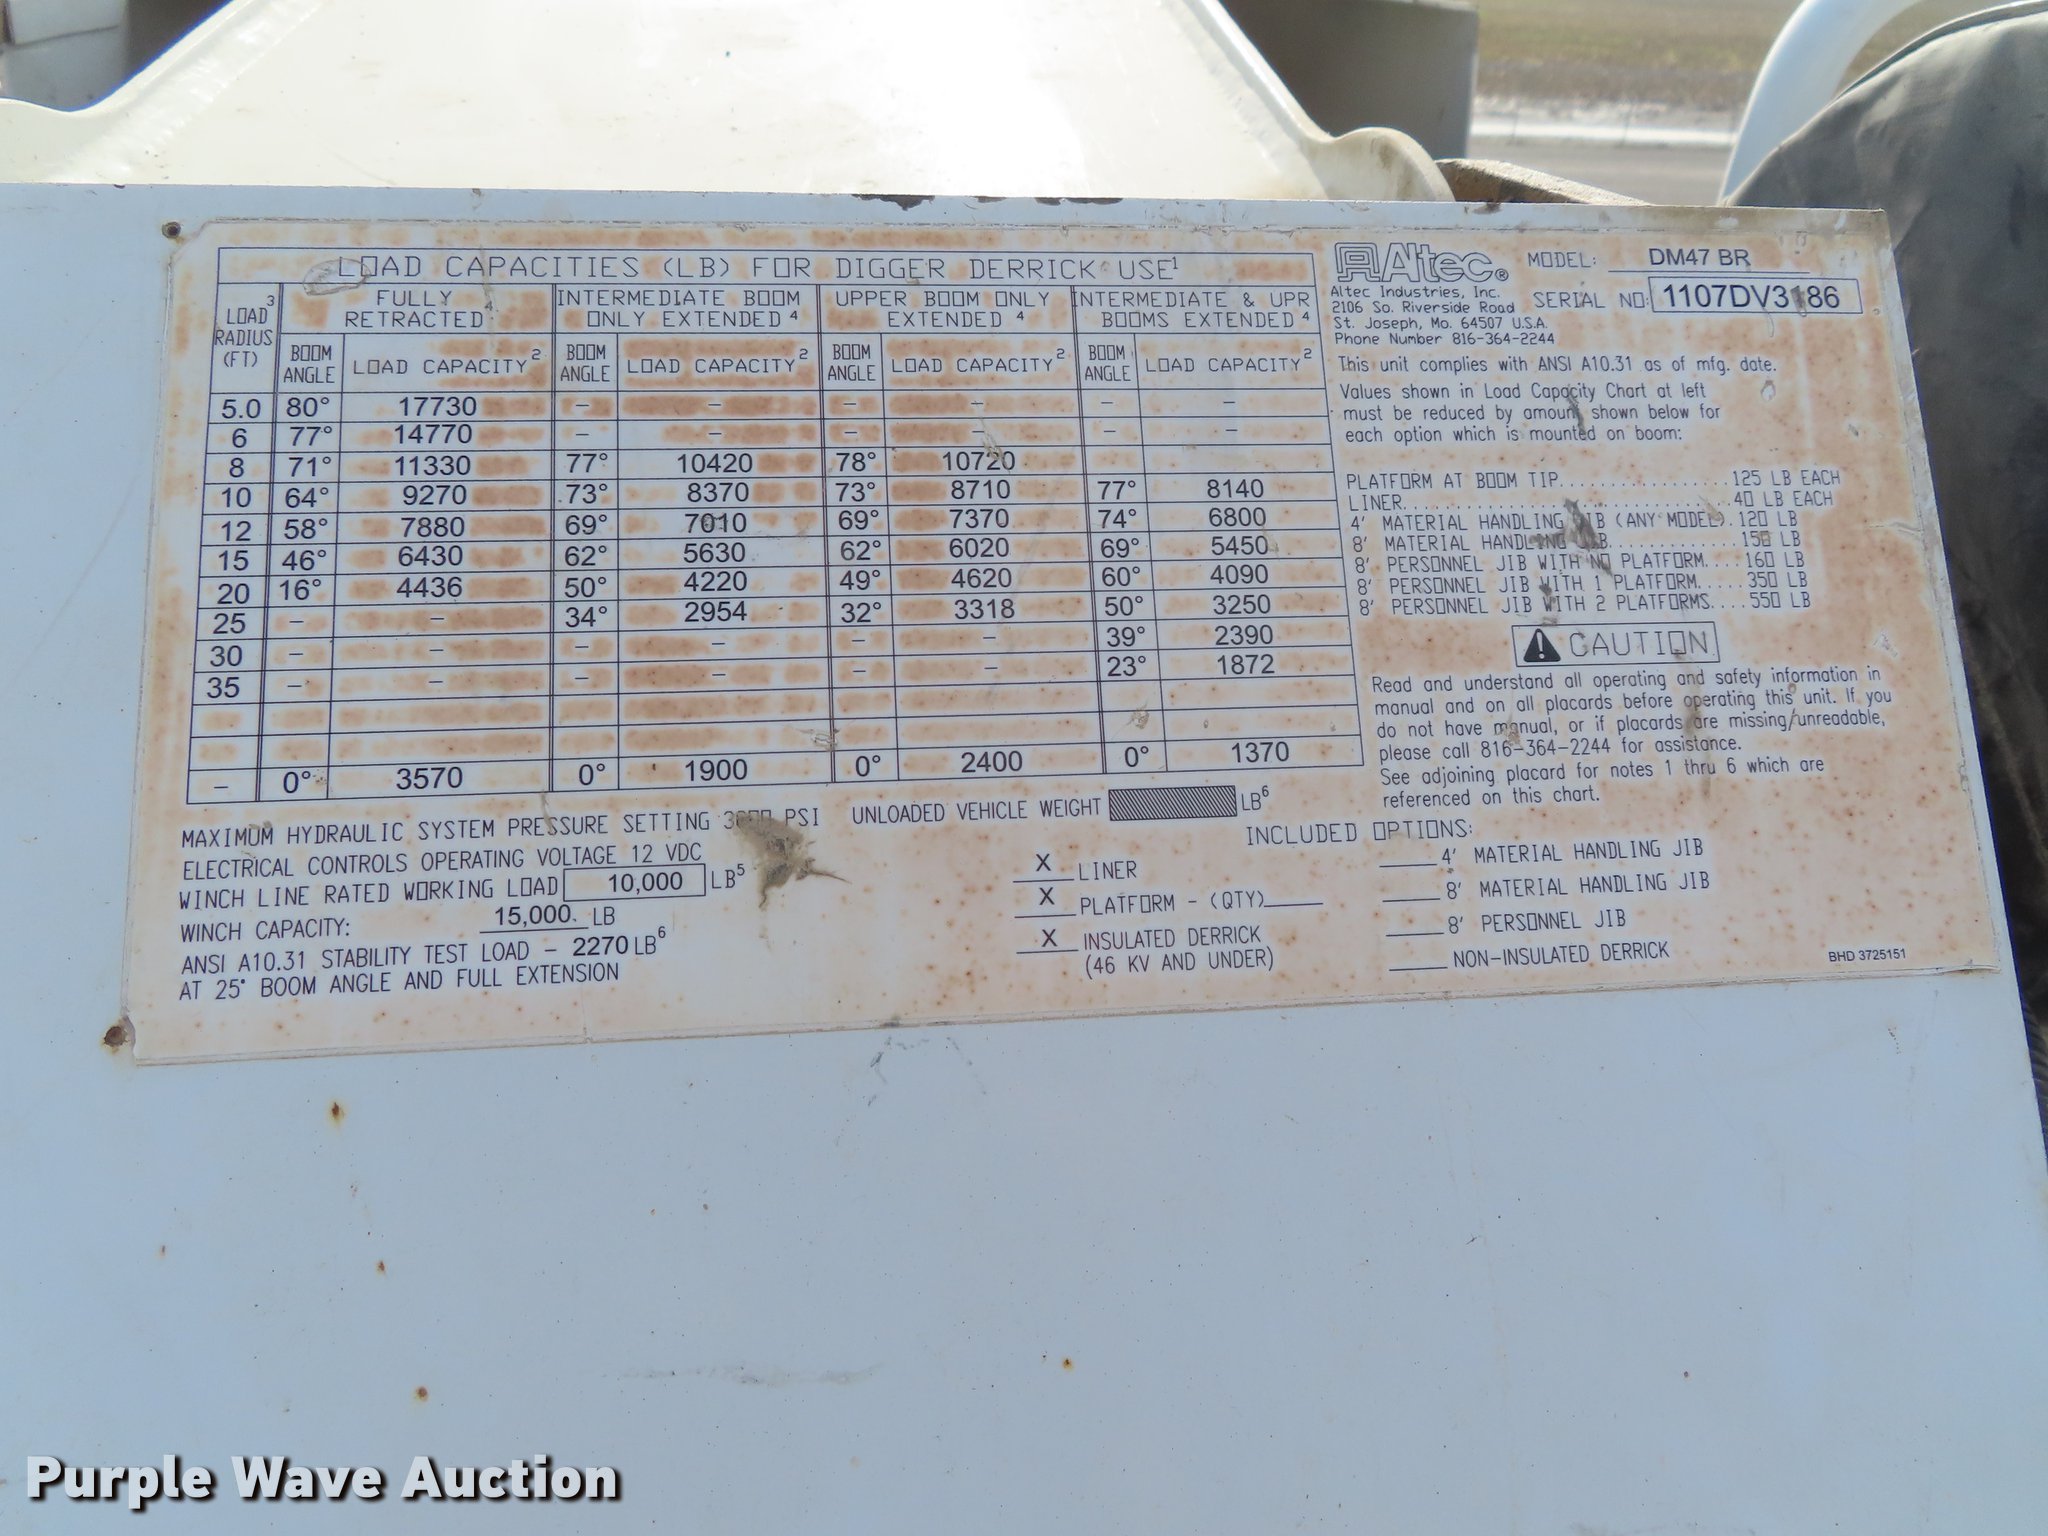 LOAD CAPACITIES (LB) FOR DIGGER DERRICK USE1
LOAD3 RADIUS (FT) FULLY RETRACTED4 INTERMEDIATE BOOM ONLY EXTENDED4 UPPER BOOM ONLY EXTENDED4 INTERMEDIATE & UPR BOOMS EXTENDED4
BOOM ANGLE LOAD CAPACITY2 BOOM ANGLE LOAD CAPACITY2 BOOM ANGLE LOAD CAPACITY2 BOOM ANGLE LOAD CAPACITY2
5.0 80° 17730 – – – – – –
6 77° 14770 – – – – – –
8 71° 11330 77° 10420 78° 10720
10 64° 9270 73° 8370 73° 8710 77° 8140
12 58° 7880 69° 7010 69° 7370 74° 6800
15 46° 6430 62° 5630 62° 6020 69° 5450
20 16° 4436 50° 4220 49° 4620 60° 4090
25 – – 34° 2954 32° 3318 50° 3250
30 – – – – – – 39° 2390
35 – – – – – – 23° 1872
– 0° 3570 0° 1900 0° 2400 0° 1370
MAXIMUM HYDRAULIC SYSTEM PRESSURE SETTING PSI
ELECTRICAL CONTROLS OPERATING VOLTAGE 12 VDC
WINCH LINE RATED WORKING LOAD 10,000 LB5
WINCH CAPACITY: 15,000 LB
ANSI A10.31 STABILITY TEST LOAD – 2270 LB6
AT 25° BOOM ANGLE AND FULL EXTENSION
UNLOADED VEHICLE WEIGHT LB6
INCLUDED OPTIONS:
X LINER
X PLATFORM - (QTY)
X INSULATED DERRICK
(46 KV AND UNDER)
4' MATERIAL HANDLING JIB
8' MATERIAL HANDLING JIB
8' PERSONNEL JIB
NON-INSULATED DERRICK
BHD 3725151
Altec®
Altec Industries, Inc.
2106 So. Riverside Road
St. Joseph, Mo. 64507 U.S.A.
Phone Number 816-364-2244
MODEL: DM47 BR
SERIAL NO: 1107DV3186
This unit complies with ANSI A10.31 as of mfg. date.
Values shown in Load Capacity Chart at left
must be reduced by amount shown below for
each option which is mounted on boom:
PLATFORM AT BOOM TIP.................125 LB EACH
LINER.................................40 LB EACH
4' MATERIAL HANDLING JIB (ANY MODEL).120 LB
8' MATERIAL HANDLING JIB.............150 LB
8' PERSONNEL JIB WITH NO PLATFORM....160 LB
8' PERSONNEL JIB WITH 1 PLATFORM.....350 LB
8' PERSONNEL JIB WITH 2 PLATFORMS....550 LB
CAUTION
Read and understand all operating and safety information in
manual and on all placards before operating this unit. If you
do not have manual, or if placards are missing/unreadable,
please call 816-364-2244 for assistance.
See adjoining placard for notes 1 thru 6 which are
referenced on this chart.
Purple Wave Auction